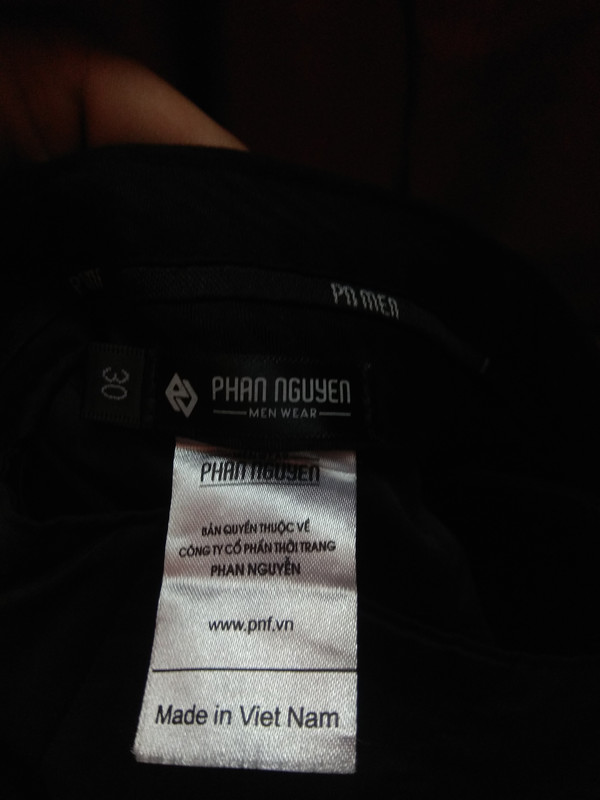 PN MEN
30
PHAN NGUYEN
MEN WEAR
PHAN NGUYEN
BẢN QUYỀN THUỘC VỀ
CÔNG TY CỔ PHẦN THỜI TRANG
PHAN NGUYỄN
www.pnf.vn
Made in Viet Nam